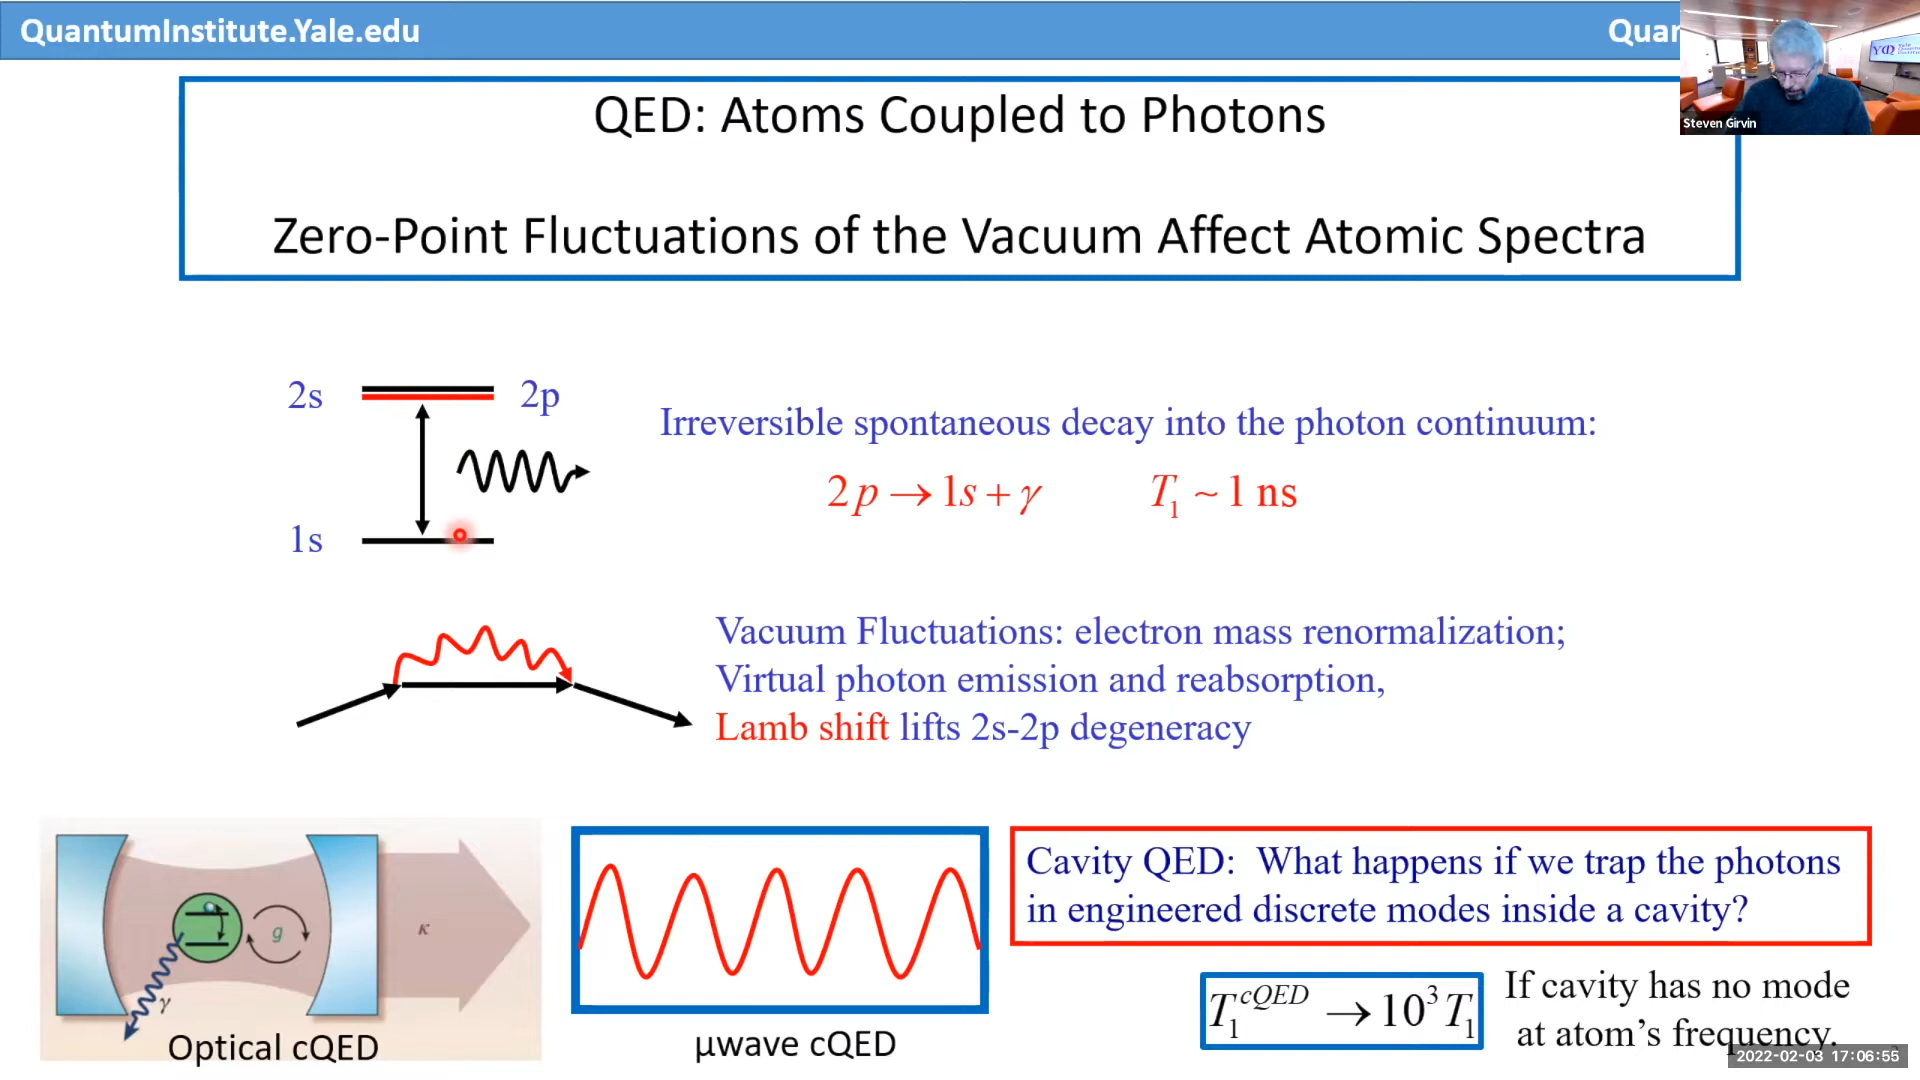 QuantumInstitute.Yale.edu
Quan
Steven Girvin
QED: Atoms Coupled to Photons
Zero-Point Fluctuations of the Vacuum Affect Atomic Spectra
2s
2p
1s
Irreversible spontaneous decay into the photon continuum:
2p → 1s + γ
T₁ ~ 1 ns
Vacuum Fluctuations: electron mass renormalization;
Virtual photon emission and reabsorption,
Lamb shift lifts 2s-2p degeneracy
g
κ
γ
Optical cQED
μwave cQED
Cavity QED: What happens if we trap the photons
in engineered discrete modes inside a cavity?
T₁^cQED → 10³ T₁
If cavity has no mode
at atom's frequency.
2022-02-03 17:06:55